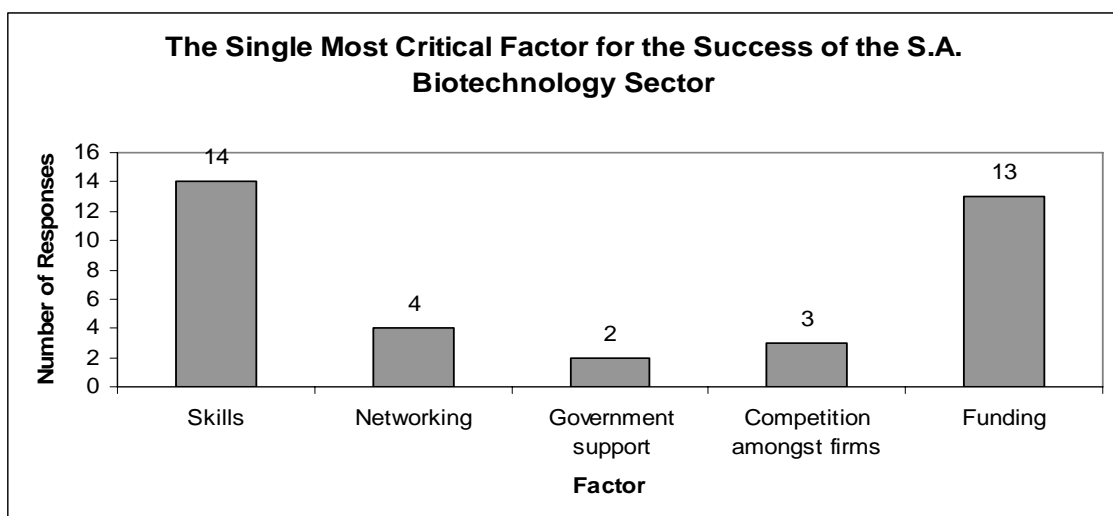 The Single Most Critical Factor for the Success of the S.A.
Biotechnology Sector
Number of Responses
16
14
12
10
8
6
4
2
0
14
4
2
3
13
Skills
Networking
Government
support
Competition
amongst firms
Funding
Factor